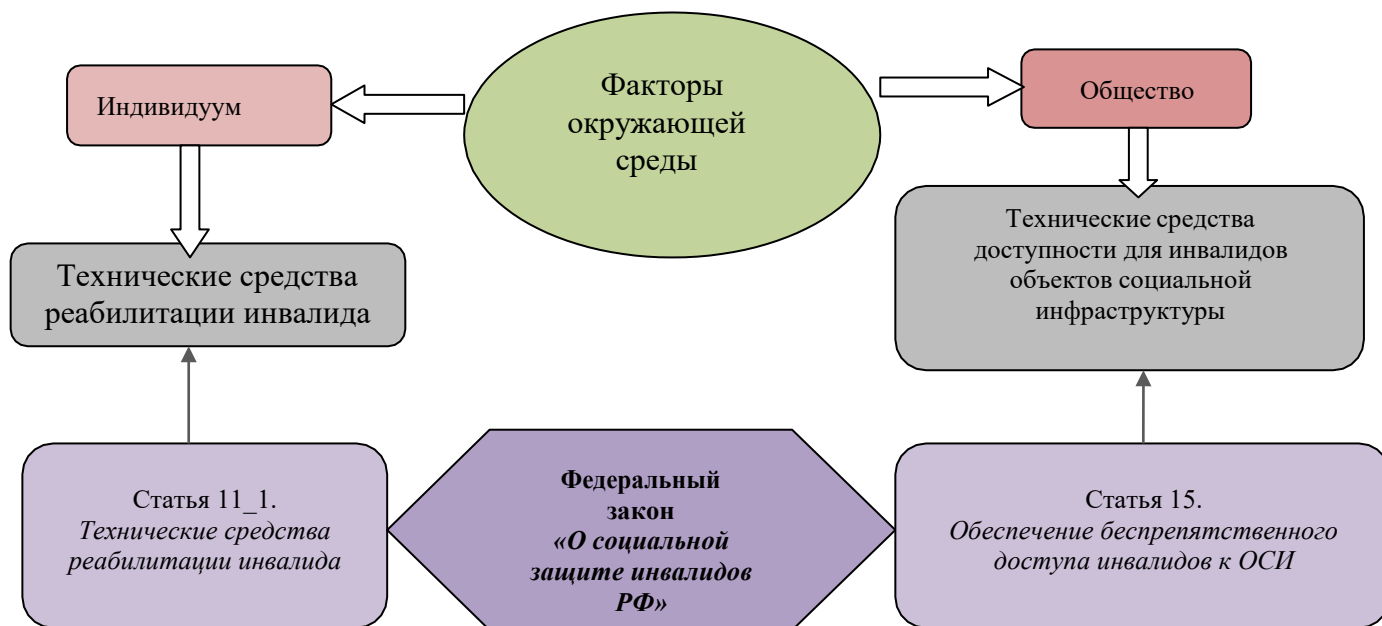 Факторы
окружающей
среды
Индивидуум
Общество
Технические средства
реабилитации инвалида
Технические средства
доступности для инвалидов
объектов социальной
инфраструктуры
Статья 11_1.
Технические средства
реабилитации инвалида
Федеральный
закон
«О социальной
защите инвалидов
РФ»
Статья 15.
Обеспечение беспрепятственного
доступа инвалидов к ОСИ